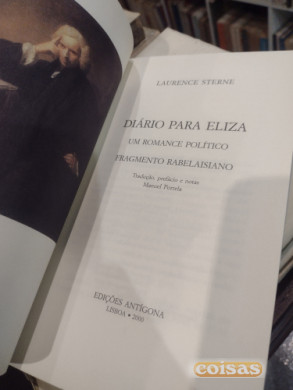 LAURENCE STERNE
DIÁRIO PARA ELIZA
UM ROMANCE POLÍTICO
FRAGMENTO RABELAISIANO
Tradução, prefácio e notas
Manuel Portela
EDIÇÕES ANTÍGONA
LISBOA • 2000
coisas